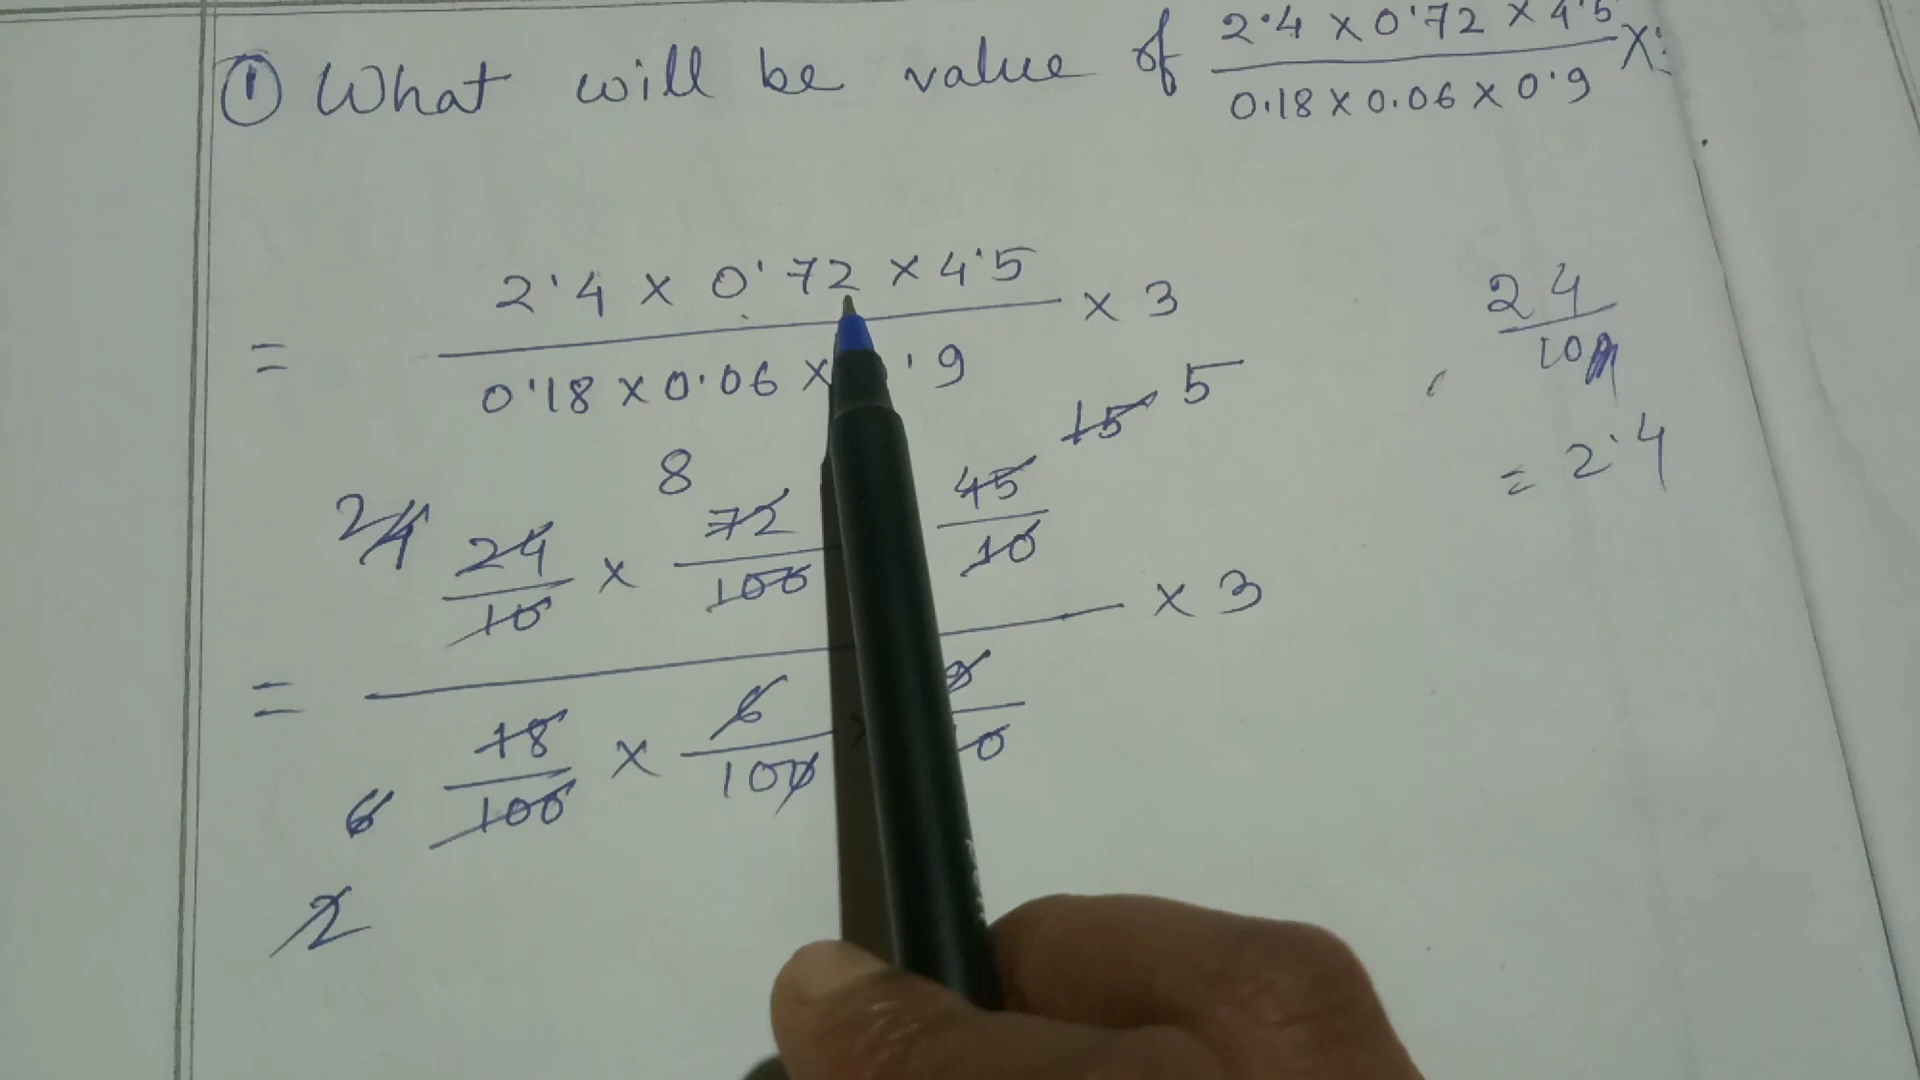 ① What will be value of 2.4 × 0.72 × 4.5 / 0.18 × 0.06 × 0.9 ×
= 2.4 × 0.72 × 4.5 / 0.18 × 0.06 × .9 × 3
24 / 10
= 2.4
15 5
8
2 4 24/10 × 72/100 45/10
= × 3
6 18/100 × 6/100
2